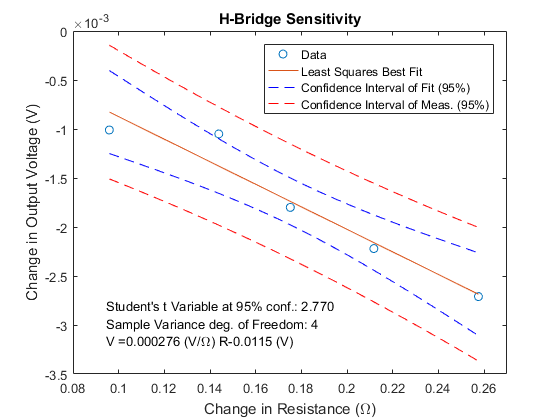 H-Bridge Sensitivity
×10⁻³
0
-0.5
-1
-1.5
-2
-2.5
-3
-3.5
Change in Output Voltage (V)
Data
Least Squares Best Fit
Confidence Interval of Fit (95%)
Confidence Interval of Meas. (95%)
Student's t Variable at 95% conf.: 2.770
Sample Variance deg. of Freedom: 4
V =0.000276 (V/Ω) R-0.0115 (V)
0.08 0.1 0.12 0.14 0.16 0.18 0.2 0.22 0.24 0.26
Change in Resistance (Ω)